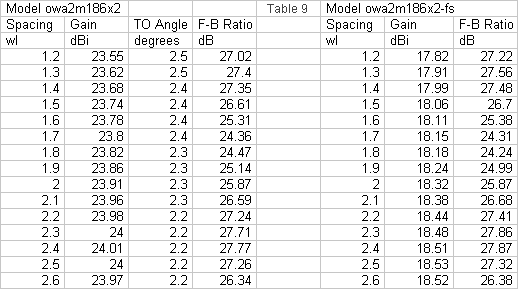 Model owa2m186x2 Table 9 Model owa2m186x2-fs
Spacing Gain TO Angle F-B Ratio Spacing Gain F-B Ratio
wl dBi degrees dB wl dBi dB
1.2 23.55 2.5 27.02 1.2 17.82 27.22
1.3 23.62 2.5 27.4 1.3 17.91 27.56
1.4 23.68 2.4 27.35 1.4 17.99 27.48
1.5 23.74 2.4 26.61 1.5 18.06 26.7
1.6 23.78 2.4 25.31 1.6 18.11 25.38
1.7 23.8 2.4 24.36 1.7 18.15 24.31
1.8 23.82 2.3 24.47 1.8 18.18 24.24
1.9 23.86 2.3 25.14 1.9 18.24 24.99
2 23.91 2.3 25.87 2 18.32 25.87
2.1 23.96 2.3 26.59 2.1 18.38 26.68
2.2 23.98 2.2 27.24 2.2 18.44 27.41
2.3 24 2.2 27.71 2.3 18.48 27.86
2.4 24.01 2.2 27.77 2.4 18.51 27.87
2.5 24 2.2 27.26 2.5 18.53 27.32
2.6 23.97 2.2 26.34 2.6 18.52 26.38